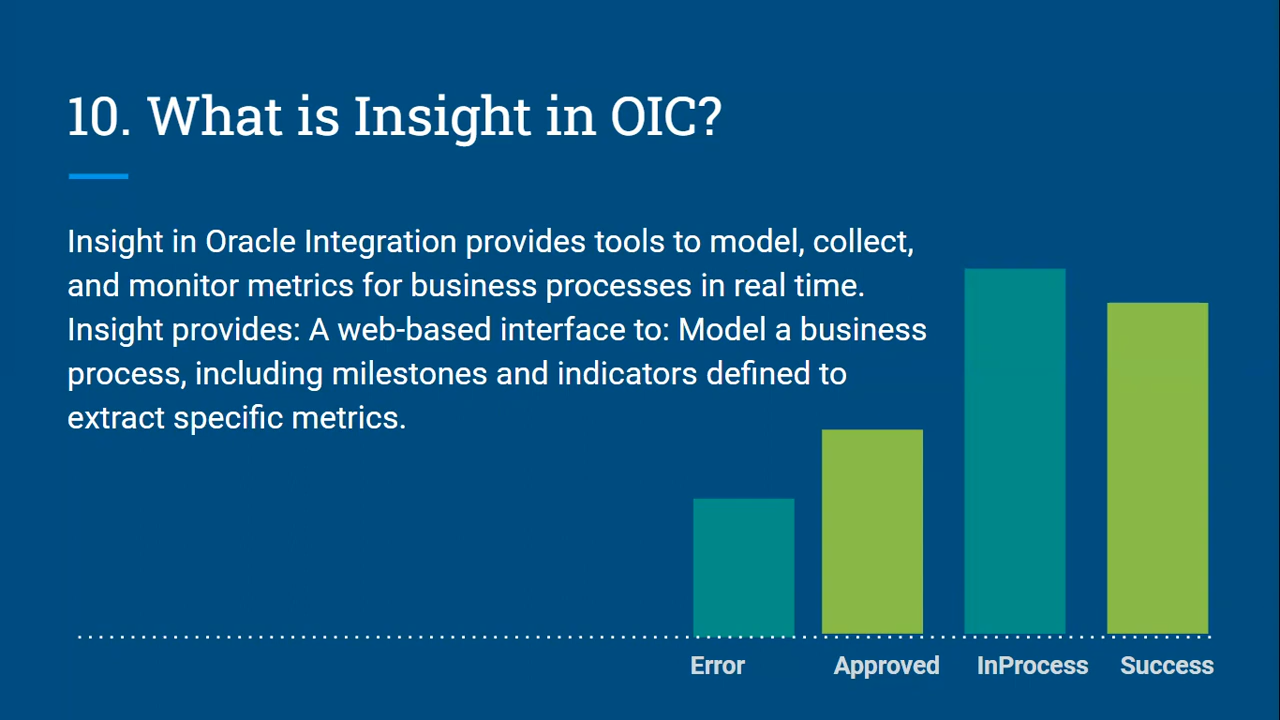 10. What is Insight in OIC?
Insight in Oracle Integration provides tools to model, collect,
and monitor metrics for business processes in real time.
Insight provides: A web-based interface to: Model a business
process, including milestones and indicators defined to
extract specific metrics.
Error Approved InProcess Success